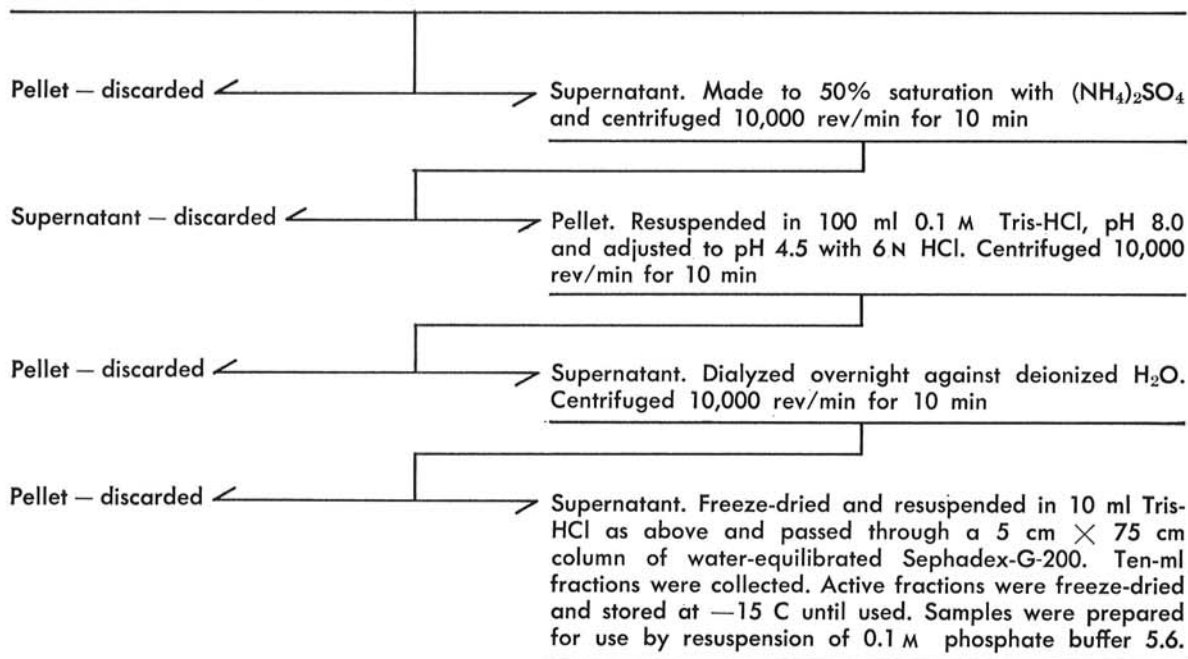 Pellet — discarded
Supernatant. Made to 50% saturation with (NH₄)₂SO₄
and centrifuged 10,000 rev/min for 10 min
Supernatant — discarded
Pellet. Resuspended in 100 ml 0.1 M Tris-HCl, pH 8.0
and adjusted to pH 4.5 with 6 N HCl. Centrifuged 10,000
rev/min for 10 min
Pellet — discarded
Supernatant. Dialyzed overnight against deionized H₂O.
Centrifuged 10,000 rev/min for 10 min
Pellet — discarded
Supernatant. Freeze-dried and resuspended in 10 ml Tris-
HCl as above and passed through a 5 cm × 75 cm
column of water-equilibrated Sephadex-G-200. Ten-ml
fractions were collected. Active fractions were freeze-dried
and stored at —15 C until used. Samples were prepared
for use by resuspension of 0.1 M phosphate buffer 5.6.